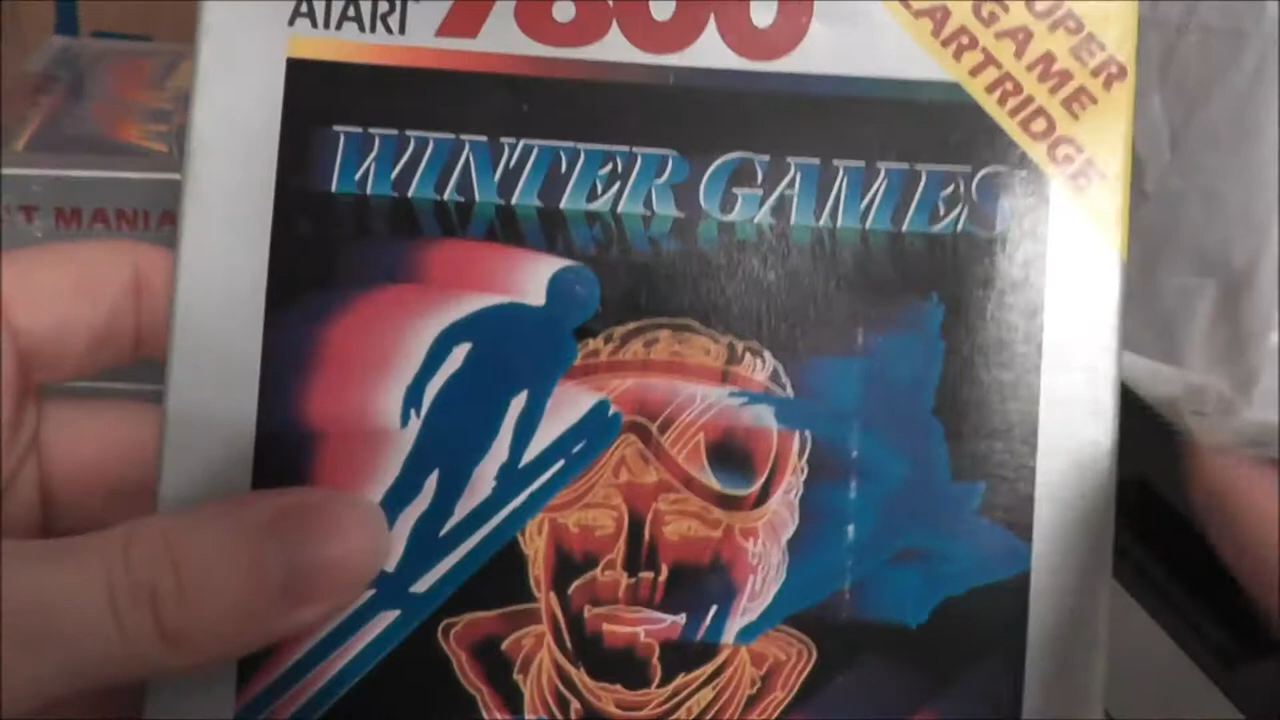 ATARI 7800
SUPER
GAME
CARTRIDGE
WINTER GAMES
'T MANIA